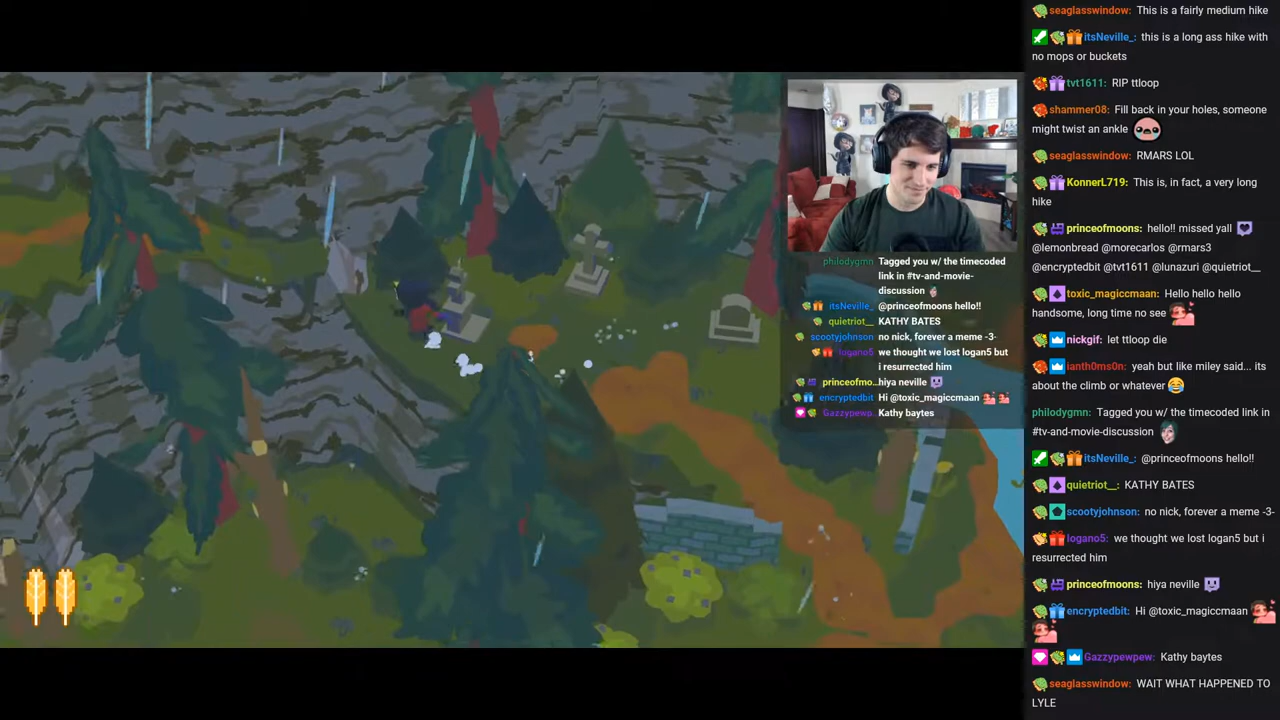 philodygmn: Tagged you w/ the timecoded
link in #tv-and-movie-
discussion
itsNeville_: @princeofmoons hello!!
quietriot__: KATHY BATES
scootyjohnson: no nick, forever a meme -3-
logano5: we thought we lost logan5 but
i resurrected him
princeofmo...: hiya neville
encryptedbit: Hi @toxic_magiccmaan
Gazzypewp...: Kathy baytes
seaglasswindow: This is a fairly medium hike
itsNeville_: this is a long ass hike with
no mops or buckets
tvt1611: RIP ttloop
shammer08: Fill back in your holes, someone
might twist an ankle
seaglasswindow: RMARS LOL
KonnerL719: This is, in fact, a very long
hike
princeofmoons: hello!! missed yall
@lemonbread @morecarlos @rmars3
@encryptedbit @tvt1611 @lunazuri @quietriot__
toxic_magiccmaan: Hello hello hello
handsome, long time no see
nickgif: let ttloop die
ianth0ms0n: yeah but like miley said... its
about the climb or whatever
philodygmn: Tagged you w/ the timecoded link in
#tv-and-movie-discussion
itsNeville_: @princeofmoons hello!!
quietriot__: KATHY BATES
scootyjohnson: no nick, forever a meme -3-
logano5: we thought we lost logan5 but i
resurrected him
princeofmoons: hiya neville
encryptedbit: Hi @toxic_magiccmaan
Gazzypewpew: Kathy baytes
seaglasswindow: WAIT WHAT HAPPENED TO
LYLE